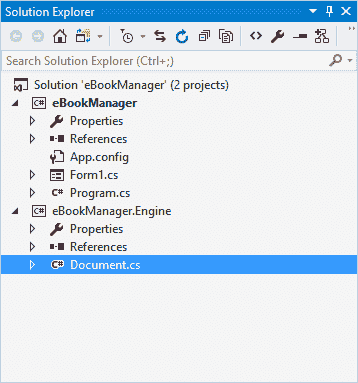 Solution Explorer
Search Solution Explorer (Ctrl+;)
Solution 'eBookManager' (2 projects)
C# eBookManager
Properties
References
App.config
Form1.cs
C# Program.cs
C# eBookManager.Engine
Properties
References
C# Document.cs